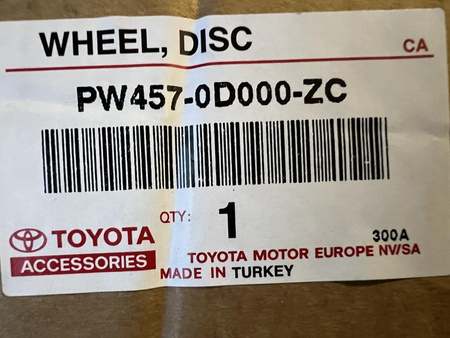 WHEEL, DISC
CA
PW457-0D000-ZC
QTY: 1
300A
TOYOTA
ACCESSORIES
TOYOTA MOTOR EUROPE NV/SA
MADE IN TURKEY